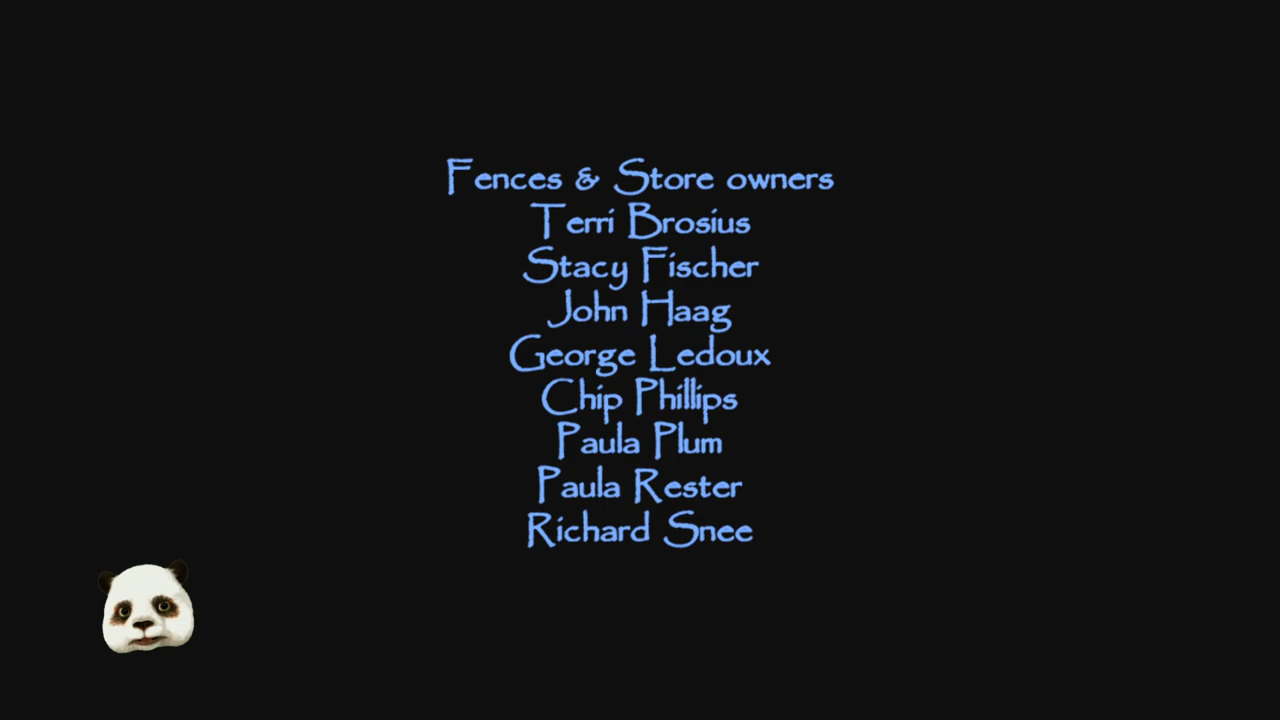 Fences & Store owners
Terri Brosius
Stacy Fischer
John Haag
George Ledoux
Chip Phillips
Paula Plum
Paula Rester
Richard Snee